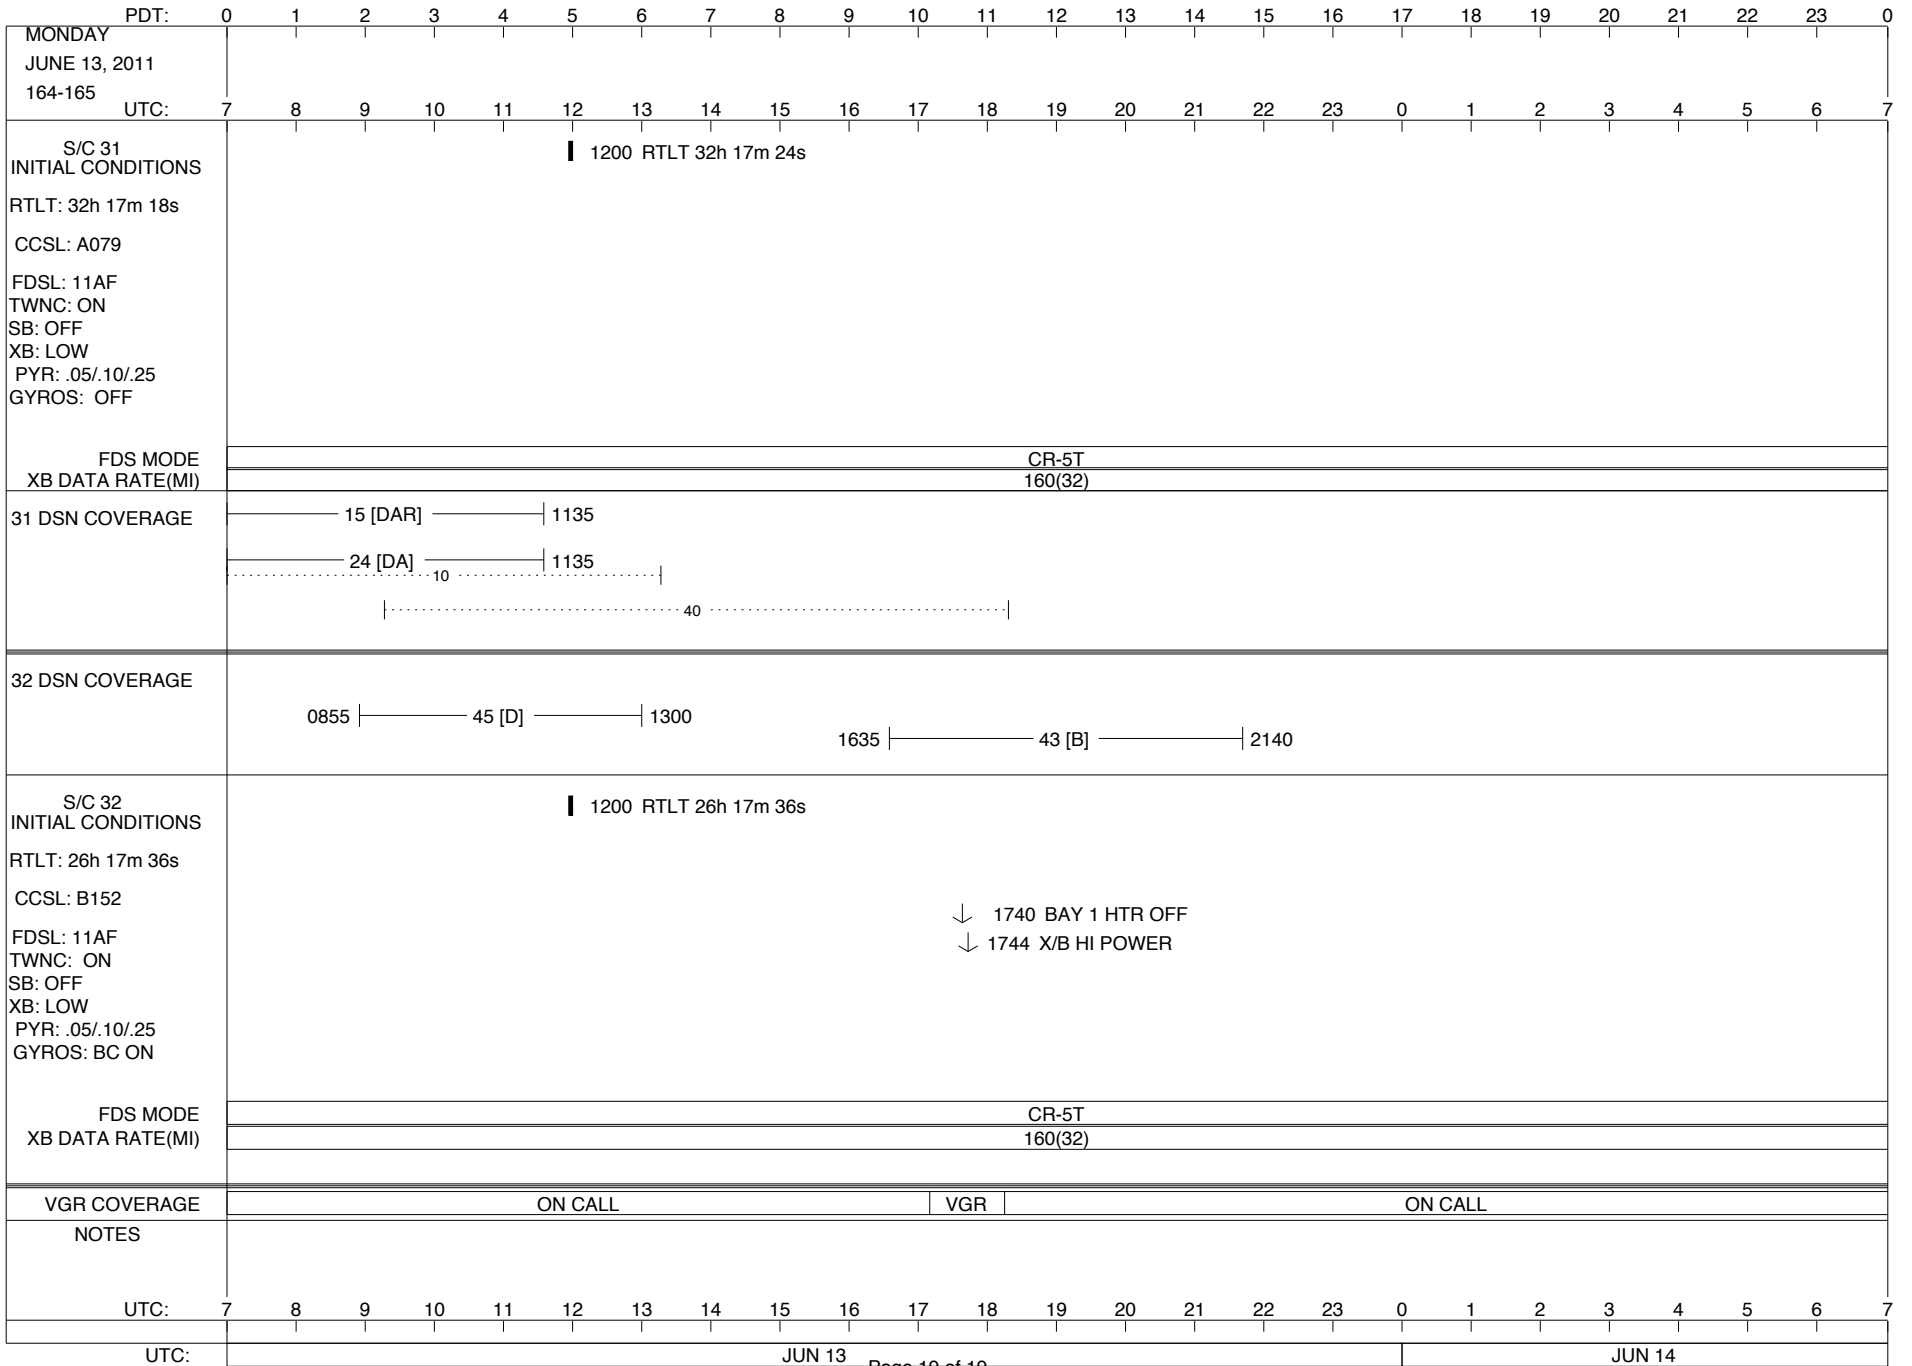 PDT: 0 1 2 3 4 5 6 7 8 9 10 11 12 13 14 15 16 17 18 19 20 21 22 23 0
MONDAY
JUNE 13, 2011
164-165
UTC: 7 8 9 10 11 12 13 14 15 16 17 18 19 20 21 22 23 0 1 2 3 4 5 6 7
S/C 31
INITIAL CONDITIONS
1200 RTLT 32h 17m 24s
RTLT: 32h 17m 18s
CCSL: A079
FDSL: 11AF
TWNC: ON
SB: OFF
XB: LOW
PYR: .05/.10/.25
GYROS: OFF
FDS MODE CR-5T
XB DATA RATE(MI) 160(32)
31 DSN COVERAGE
15 [DAR] 1135
24 [DA] 1135
10
40
32 DSN COVERAGE
0855 45 [D] 1300
1635 43 [B] 2140
S/C 32
INITIAL CONDITIONS
1200 RTLT 26h 17m 36s
RTLT: 26h 17m 36s
CCSL: B152
1740 BAY 1 HTR OFF
FDSL: 11AF
1744 X/B HI POWER
TWNC: ON
SB: OFF
XB: LOW
PYR: .05/.10/.25
GYROS: BC ON
FDS MODE CR-5T
XB DATA RATE(MI) 160(32)
VGR COVERAGE ON CALL VGR ON CALL
NOTES
UTC: 7 8 9 10 11 12 13 14 15 16 17 18 19 20 21 22 23 0 1 2 3 4 5 6 7
UTC: JUN 13 JUN 14
Page 19 of 19